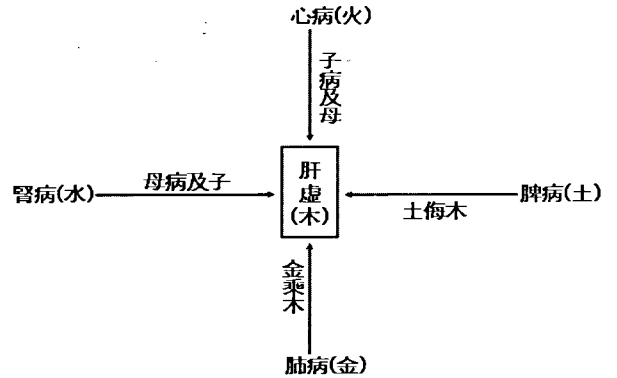 心病(火)
子病及母
腎病(水)
母病及子
肝
虚
(木)
土侮木
脾病(土)
金乘木
肺病(金)